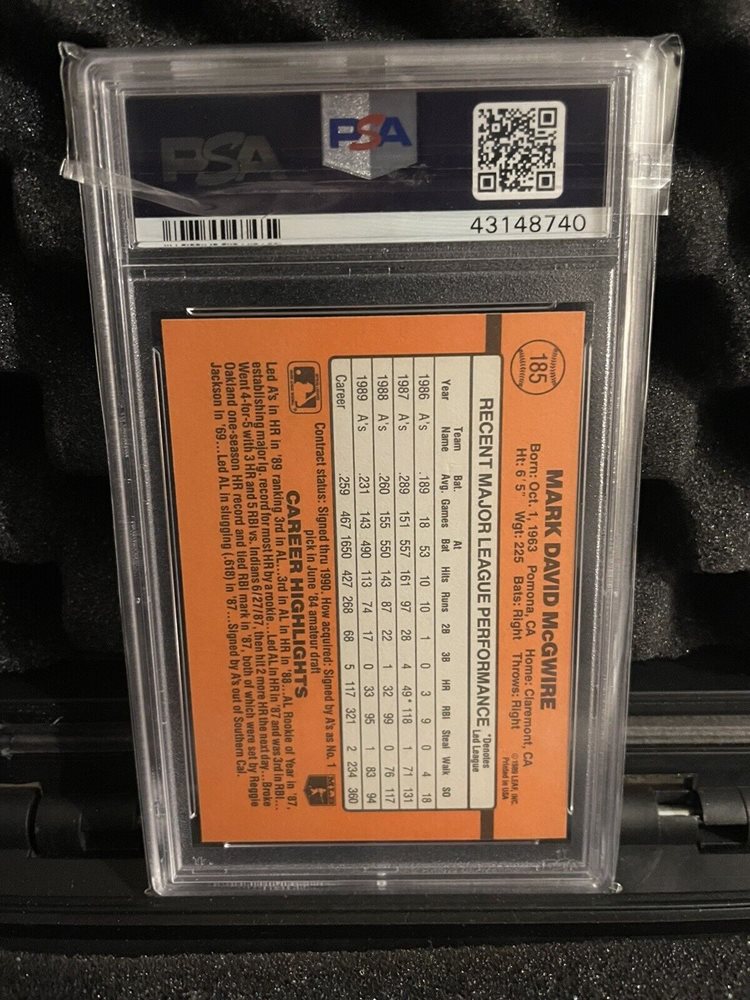 PSA
PSA
43148740
185
MARK DAVID McGWIRE
Born: Oct. 1, 1963 Pomona, CA Home: Claremont, CA
Ht: 6' 5" Wgt: 225 Bats: Right Throws: Right
©1989 LEAF, INC.
Printed in USA
RECENT MAJOR LEAGUE PERFORMANCE
*Denotes
Led League
Team Bat. At
Year Name Avg. Games Bat Hits Runs 2B 3B HR RBI Steal Walk SO
1986 A's .189 18 53 10 10 1 0 3 9 0 4 18
1987 A's .289 151 557 161 97 28 4 49* 118 1 71 131
1988 A's .260 155 550 143 87 22 1 32 99 0 76 117
1989 A's .231 143 490 113 74 17 0 33 95 1 83 94
Career .259 467 1650 427 268 68 5 117 321 2 234 360
Contract status: Signed thru 1990. How acquired: Signed by A's as No. 1
pick in June '84 amateur draft
CAREER HIGHLIGHTS
Led A's in HR in '89 ranking 3rd in AL...3rd in AL in HR in '88...AL Rookie of Year in '87,
establishing major lg. record for most HR by a rookie...Led AL in HR in '87 and was 3rd in RBI...
Went 4-for-5 with 3 HR and 5 RBI vs. Indians 6/27/87, then hit 2 more HR the next day... Broke
Oakland one-season HR record and tied RBI mark in '87, both of which were set by Reggie
Jackson in '69...Led AL in slugging (.618) in '87...Signed by A's out of Southern Cal.